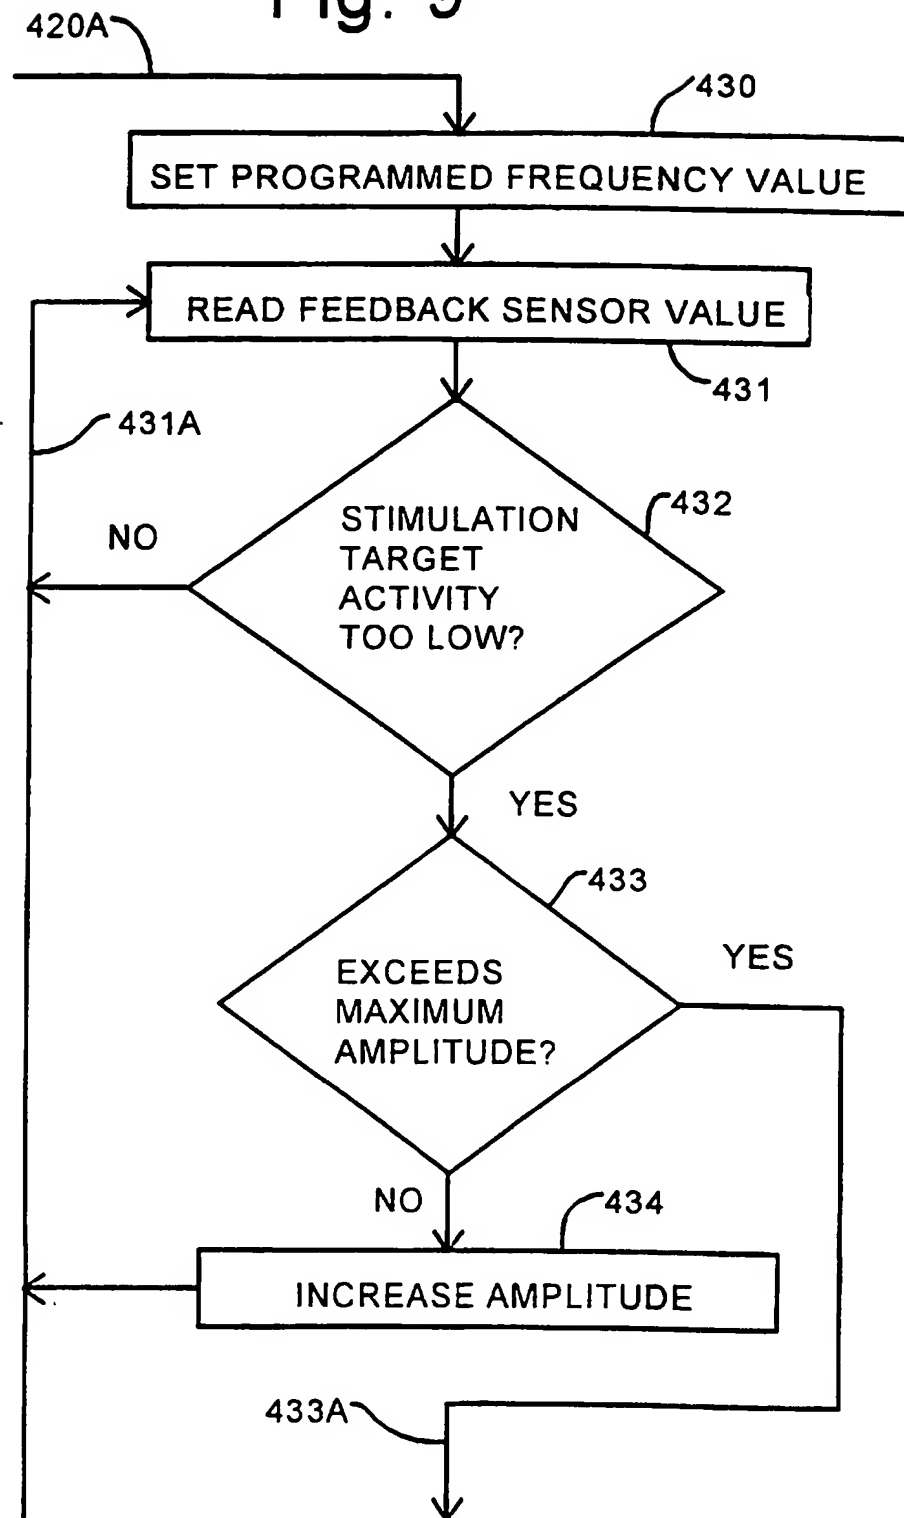 Fig. 9
420A
430
SET PROGRAMMED FREQUENCY VALUE
READ FEEDBACK SENSOR VALUE
431
431A
432
NO
STIMULATION
TARGET
ACTIVITY
TOO LOW?
YES
433
YES
EXCEEDS
MAXIMUM
AMPLITUDE?
NO
434
INCREASE AMPLITUDE
433A